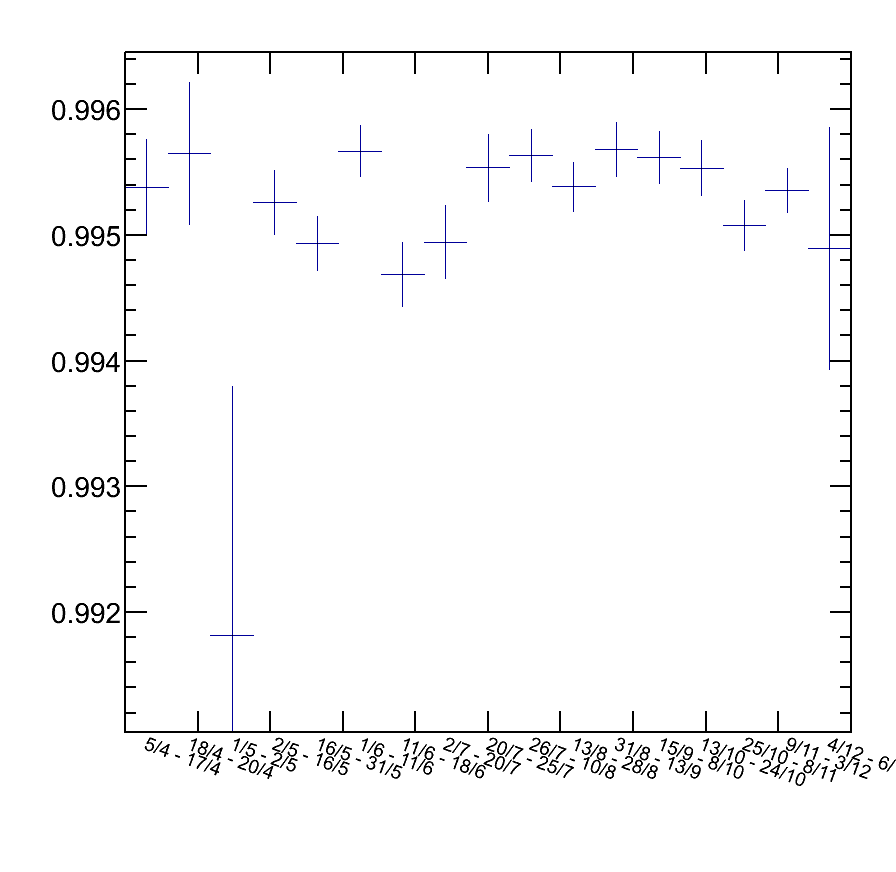 0.996
0.995
0.994
0.993
0.992
5/4 - 17/4
18/4 - 20/4
1/5 - 2/5
2/5 - 16/5
16/5 - 31/5
1/6 - 11/6
11/6 - 18/6
2/7 - 20/7
20/7 - 25/7
26/7 - 10/8
13/8 - 28/8
31/8 - 13/9
15/9 - 8/10
13/10 - 24/10
25/10 - 8/11
9/11 - 3/12
4/12 - 6/